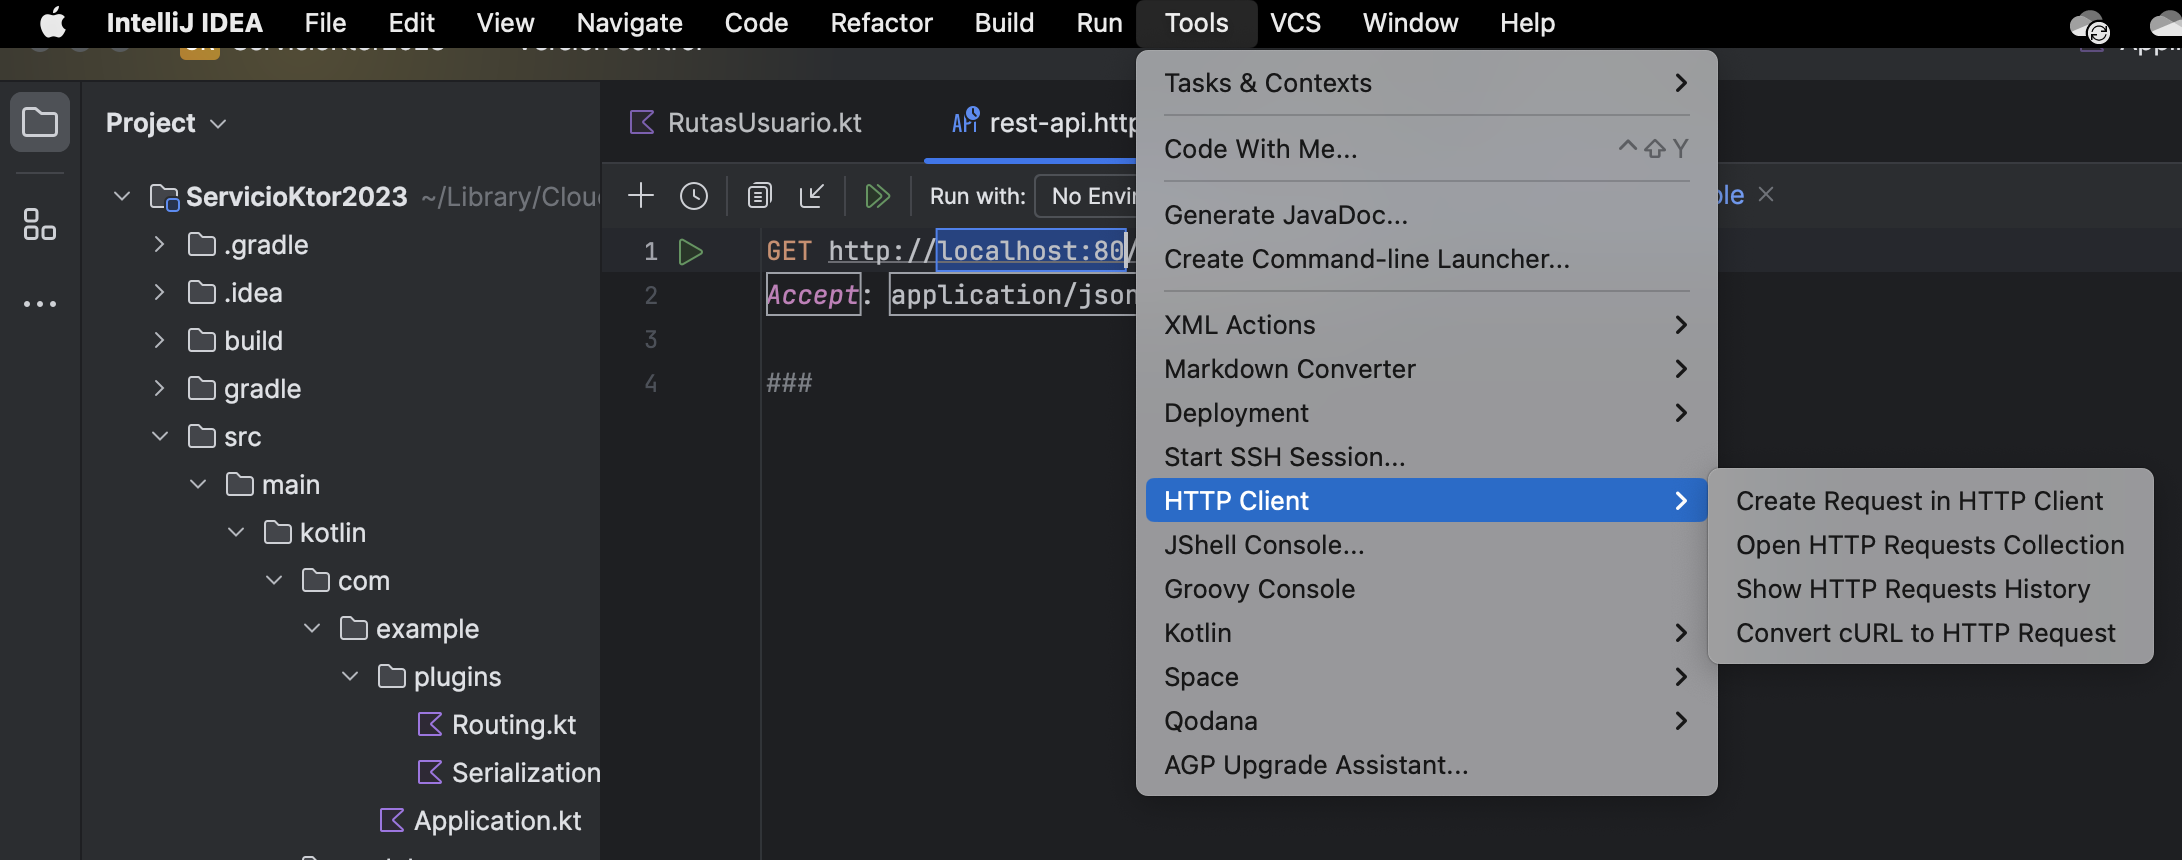 IntelliJ IDEA File Edit View Navigate Code Refactor Build Run Tools VCS Window Help
ServicioKtor2023 Version control
Project
RutasUsuario.kt
rest-api.http
Run with:
No Envir
ServicioKtor2023 ~/Library/Clou
.gradle
.idea
build
gradle
src
main
kotlin
com
example
plugins
Routing.kt
Serialization
Application.kt
1 GET http://localhost:80/
2 Accept: application/json
3
4 ###
Tasks & Contexts
Code With Me... ^⇧Y
Generate JavaDoc...
Create Command-line Launcher...
XML Actions
Markdown Converter
Deployment
Start SSH Session...
HTTP Client
JShell Console...
Groovy Console
Kotlin
Space
Qodana
AGP Upgrade Assistant...
Create Request in HTTP Client
Open HTTP Requests Collection
Show HTTP Requests History
Convert cURL to HTTP Request